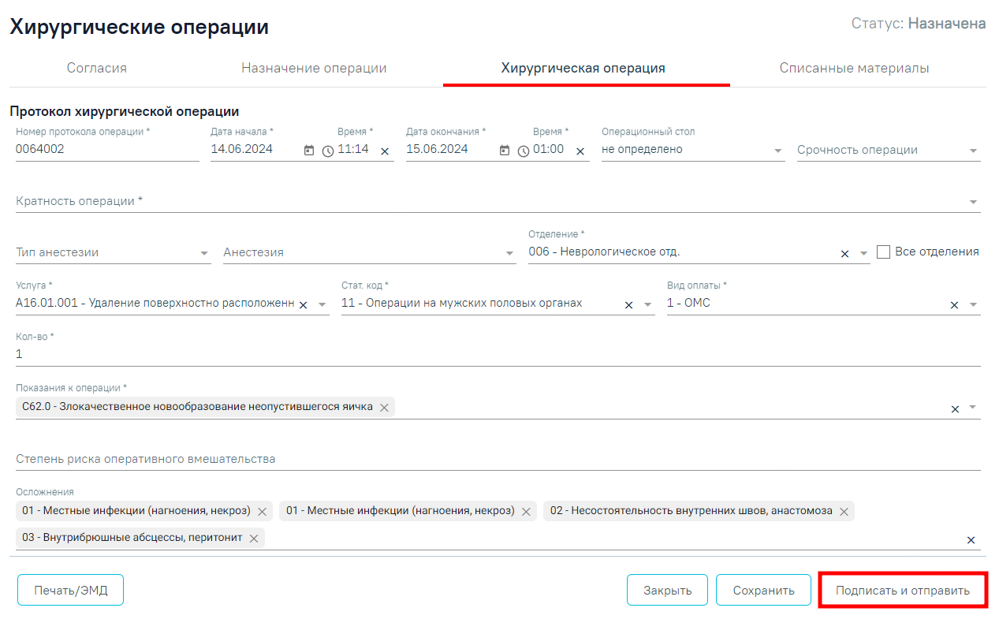 Хирургические операции
Статус: Назначена
Согласия Назначение операции Хирургическая операция Списанные материалы
Протокол хирургической операции
Номер протокола операции * Дата начала * Время * Дата окончания * Время * Операционный стол
0064002 14.06.2024 11:14 15.06.2024 01:00 не определено Срочность операции
Кратность операции *
Отделение *
Тип анестезии Анестезия 006 - Неврологическое отд. Все отделения
Услуга * Стат. код * Вид оплаты *
A16.01.001 - Удаление поверхностно расположенн 11 - Операции на мужских половых органах 1 - ОМС
Кол-во *
1
Показания к операции *
C62.0 - Злокачественное новообразование неопустившегося яичка
Степень риска оперативного вмешательства
Осложнения
01 - Местные инфекции (нагноения, некроз) 01 - Местные инфекции (нагноения, некроз) 02 - Несостоятельность внутренних швов, анастомоза
03 - Внутрибрюшные абсцессы, перитонит
Печать/ЭМД Закрыть Сохранить Подписать и отправить